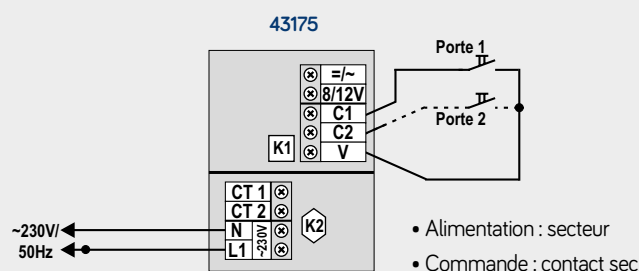 43175
Porte 1
=/~
8/12V
C1
C2
Porte 2
K1
V
CT 1
CT 2
K2
~230V/
N
~230V
50Hz
L1
• Alimentation : secteur
• Commande : contact sec